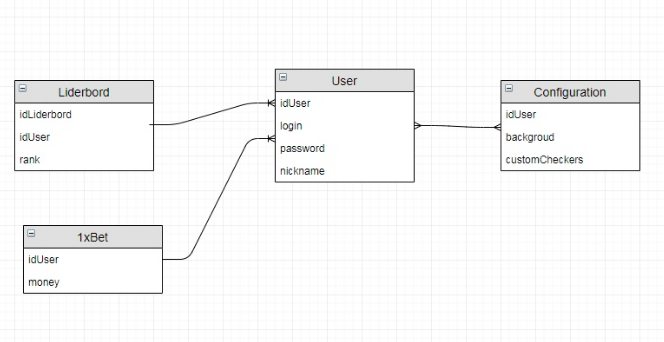 Liderbord
idLiderbord
idUser
rank
User
idUser
login
password
nickname
Configuration
idUser
backgroud
customCheckers
1xBet
idUser
money